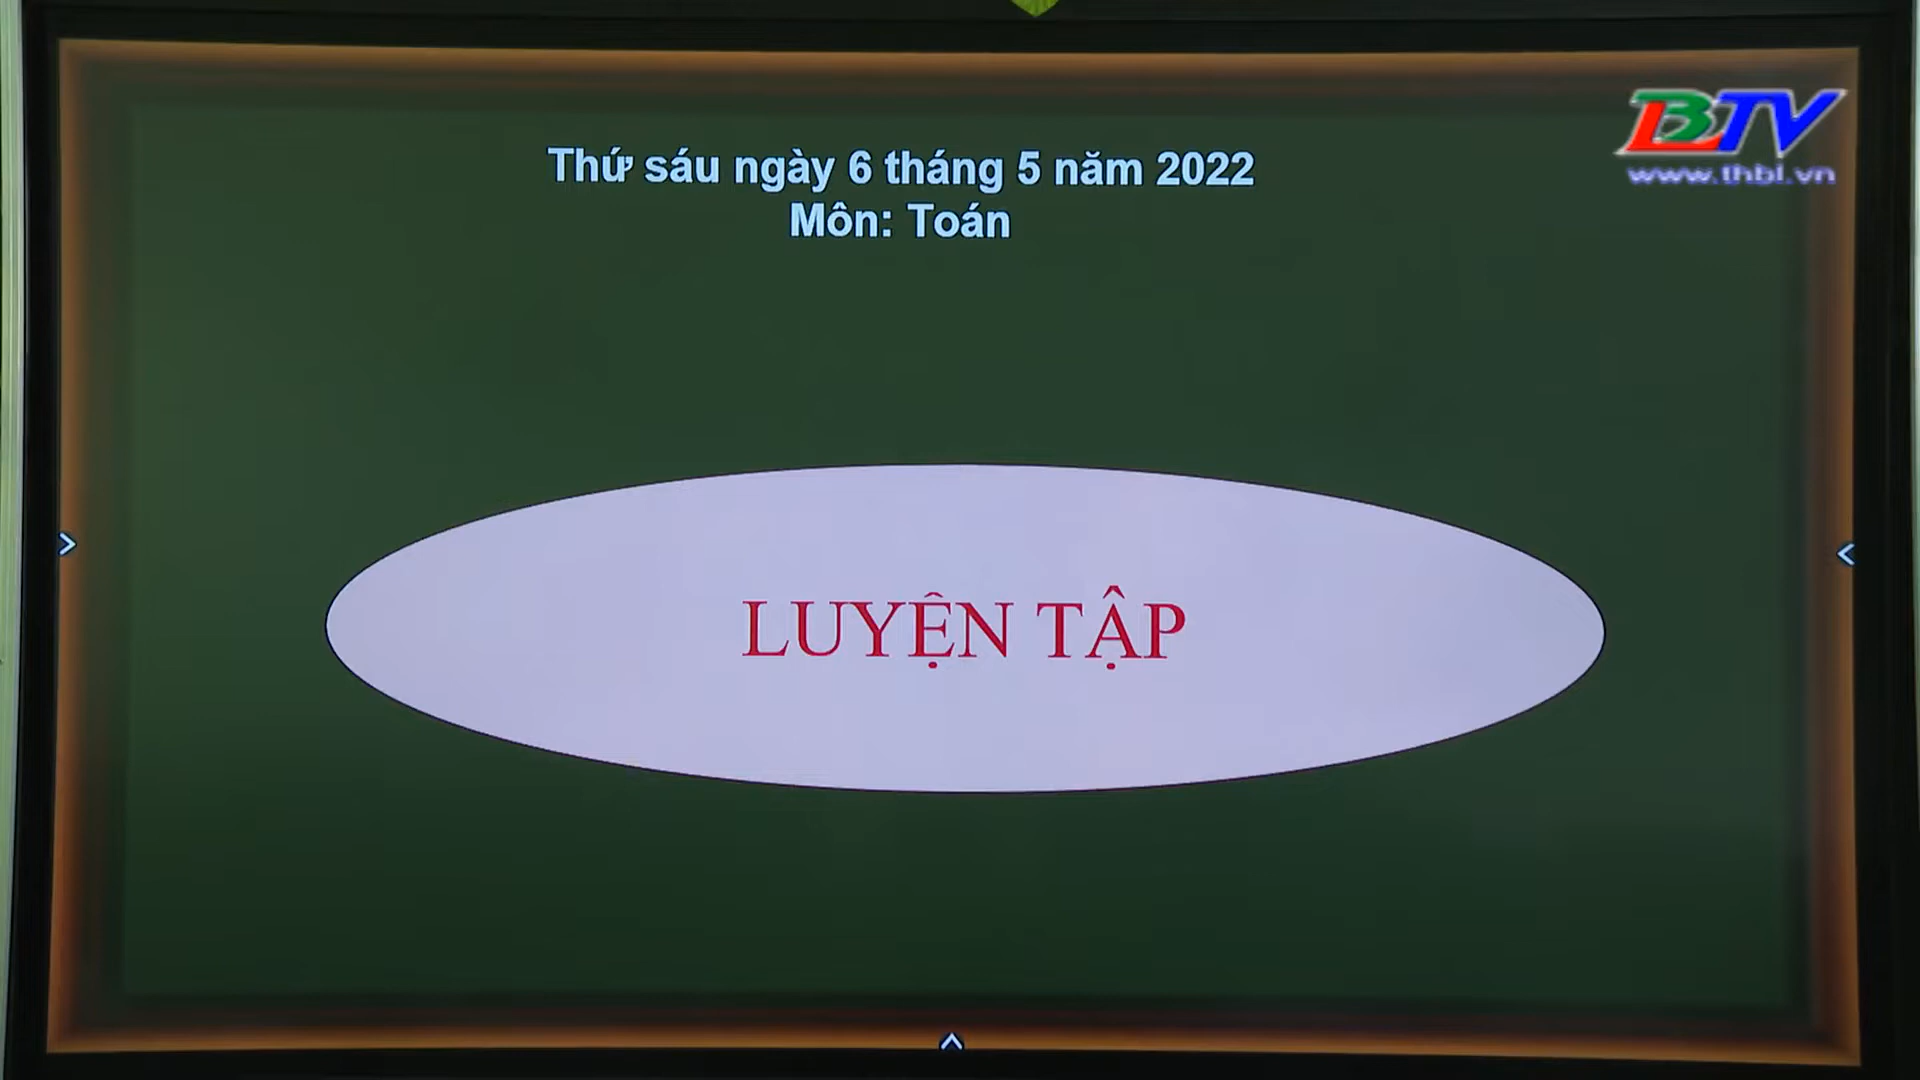 BTV
www.thbl.vn
Thứ sáu ngày 6 tháng 5 năm 2022
Môn: Toán
LUYỆN TẬP